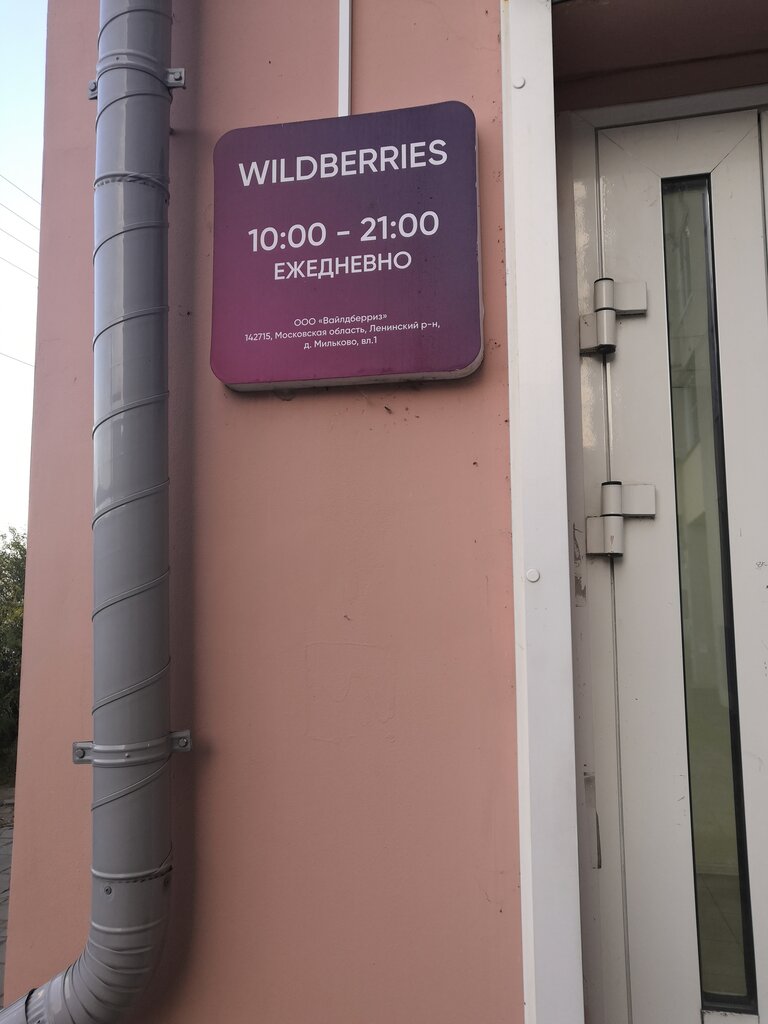 WILDBERRIES
10:00 - 21:00
ЕЖЕДНЕВНО
ООО «Вайлдберриз»
142715, Московская область, Ленинский р-н,
д. Мильково, вл.1